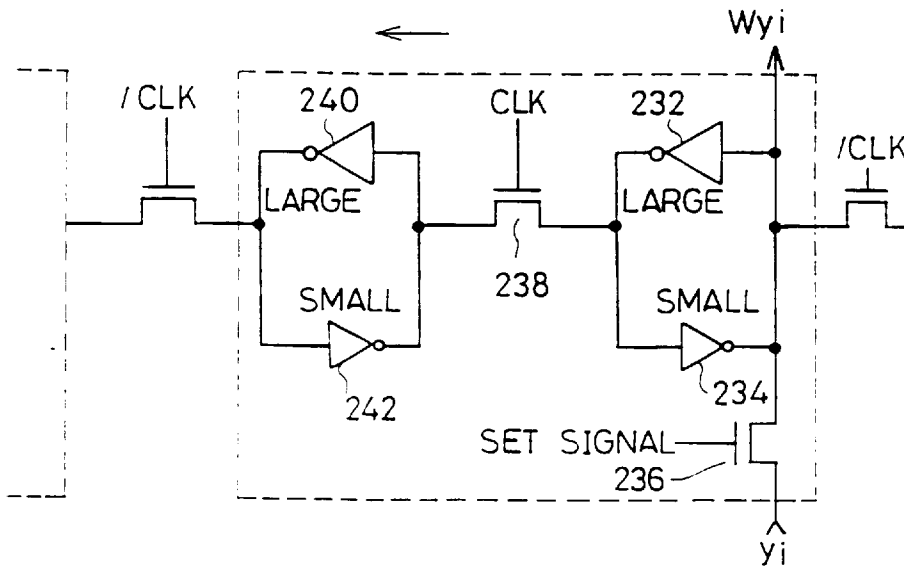 Wyi
/CLK
240
CLK
232
/CLK
LARGE
LARGE
238
SMALL
SMALL
242
234
SET SIGNAL
236
yi